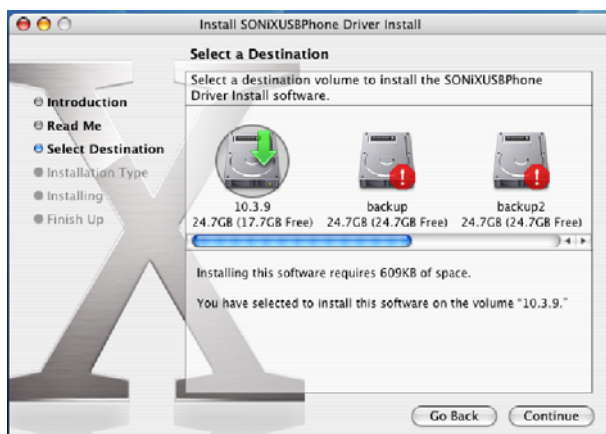 Install SONiXUSBPhone Driver Install
Select a Destination
Introduction
Read Me
Select Destination
Installation Type
Installing
Finish Up
Select a destination volume to install the SONiXUSBPhone
Driver Install software.
10.3.9
24.7GB (17.7GB Free)
backup
24.7GB (24.7GB Free)
backup2
24.7GB (24.7GB Free)
Installing this software requires 609KB of space.
You have selected to install this software on the volume "10.3.9."
Go Back
Continue